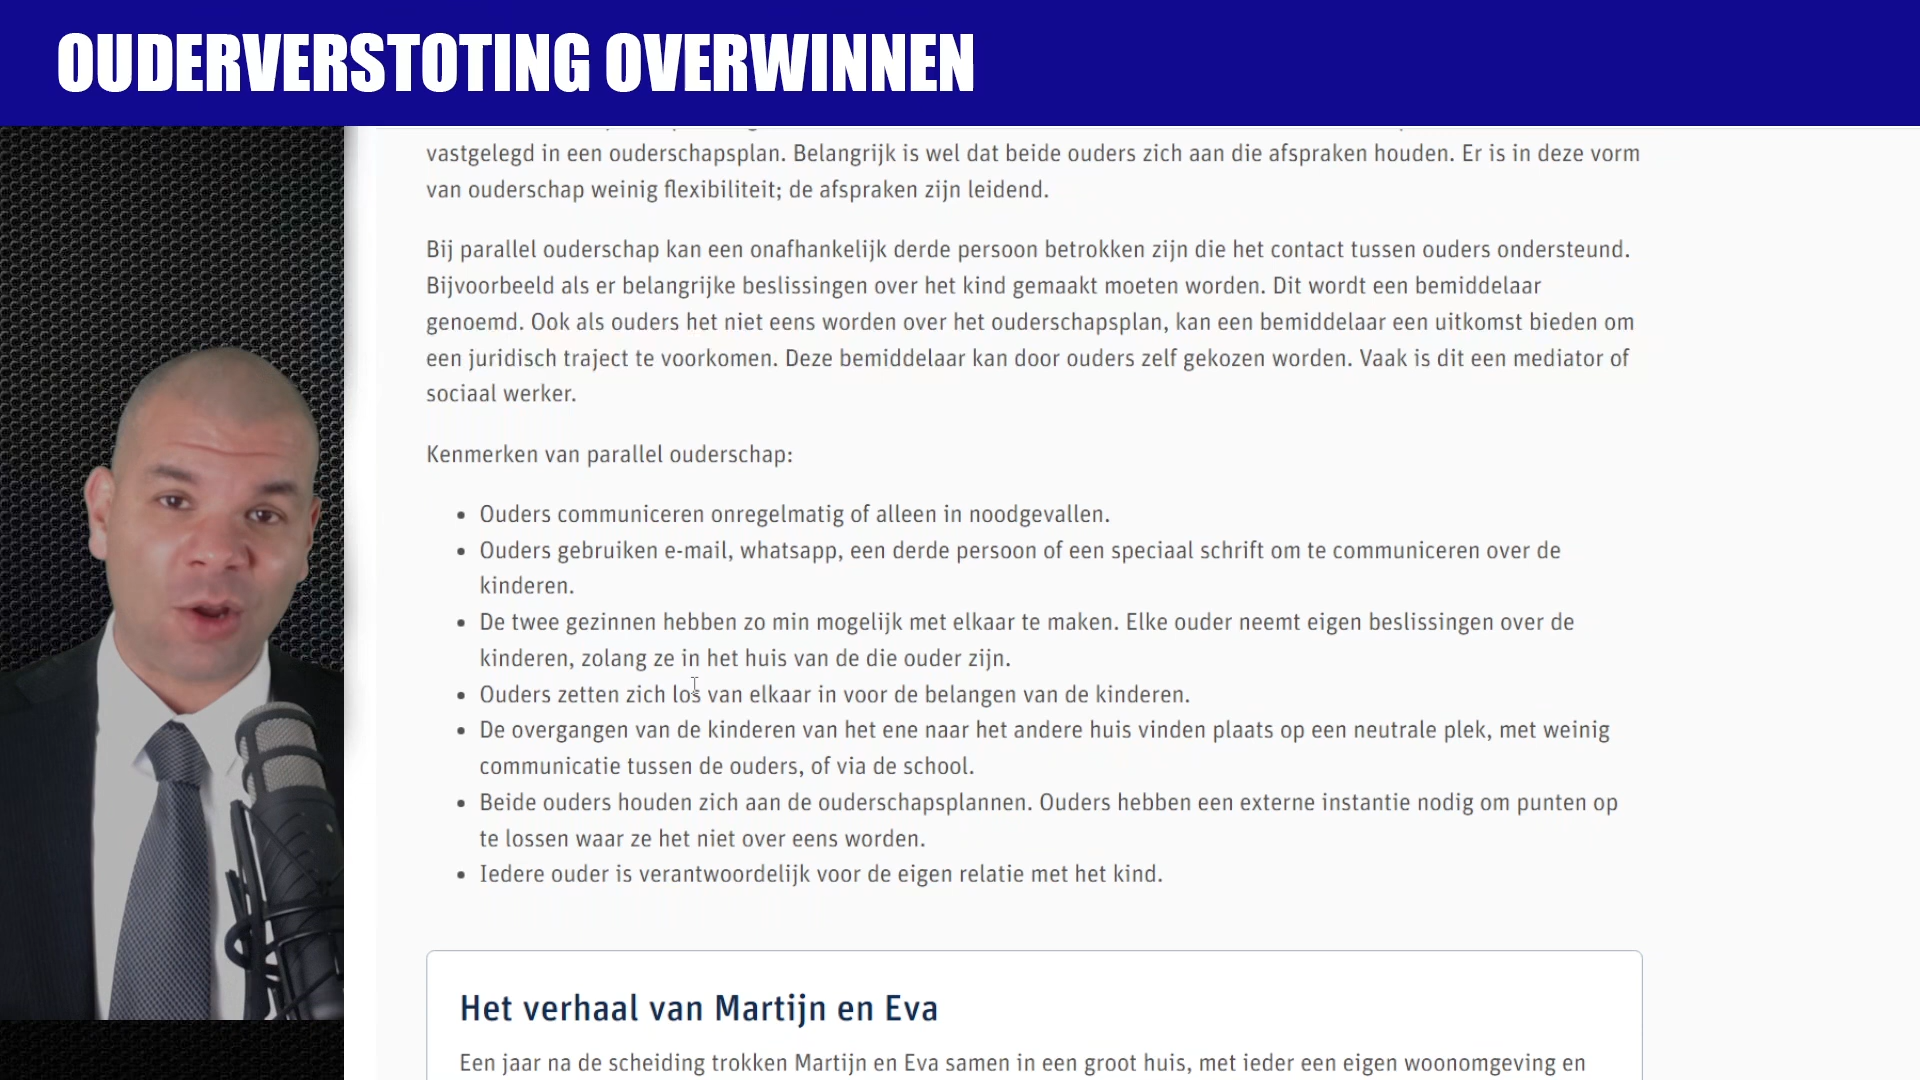 OUDERVERSTOTING OVERWINNEN
vastgelegd in een ouderschapsplan. Belangrijk is wel dat beide ouders zich aan die afspraken houden. Er is in deze vorm
van ouderschap weinig flexibiliteit; de afspraken zijn leidend.
Bij parallel ouderschap kan een onafhankelijk derde persoon betrokken zijn die het contact tussen ouders ondersteund.
Bijvoorbeeld als er belangrijke beslissingen over het kind gemaakt moeten worden. Dit wordt een bemiddelaar
genoemd. Ook als ouders het niet eens worden over het ouderschapsplan, kan een bemiddelaar een uitkomst bieden om
een juridisch traject te voorkomen. Deze bemiddelaar kan door ouders zelf gekozen worden. Vaak is dit een mediator of
sociaal werker.
Kenmerken van parallel ouderschap:
• Ouders communiceren onregelmatig of alleen in noodgevallen.
• Ouders gebruiken e-mail, whatsapp, een derde persoon of een speciaal schrift om te communiceren over de
kinderen.
• De twee gezinnen hebben zo min mogelijk met elkaar te maken. Elke ouder neemt eigen beslissingen over de
kinderen, zolang ze in het huis van de die ouder zijn.
• Ouders zetten zich los van elkaar in voor de belangen van de kinderen.
• De overgangen van de kinderen van het ene naar het andere huis vinden plaats op een neutrale plek, met weinig
communicatie tussen de ouders, of via de school.
• Beide ouders houden zich aan de ouderschapsplannen. Ouders hebben een externe instantie nodig om punten op
te lossen waar ze het niet over eens worden.
• Iedere ouder is verantwoordelijk voor de eigen relatie met het kind.
Het verhaal van Martijn en Eva
Een jaar na de scheiding trokken Martijn en Eva samen in een groot huis, met ieder een eigen woonomgeving en